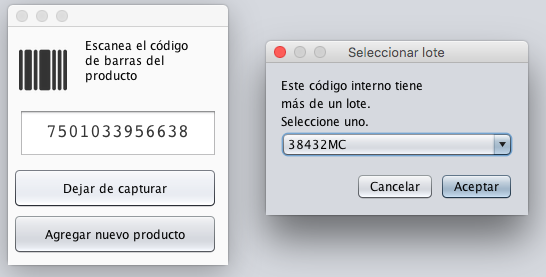 Escanea el código
de barras del
producto
7501033956638
Dejar de capturar
Agregar nuevo producto
Seleccionar lote
Este código interno tiene
más de un lote.
Seleccione uno.
38432MC
Cancelar
Aceptar